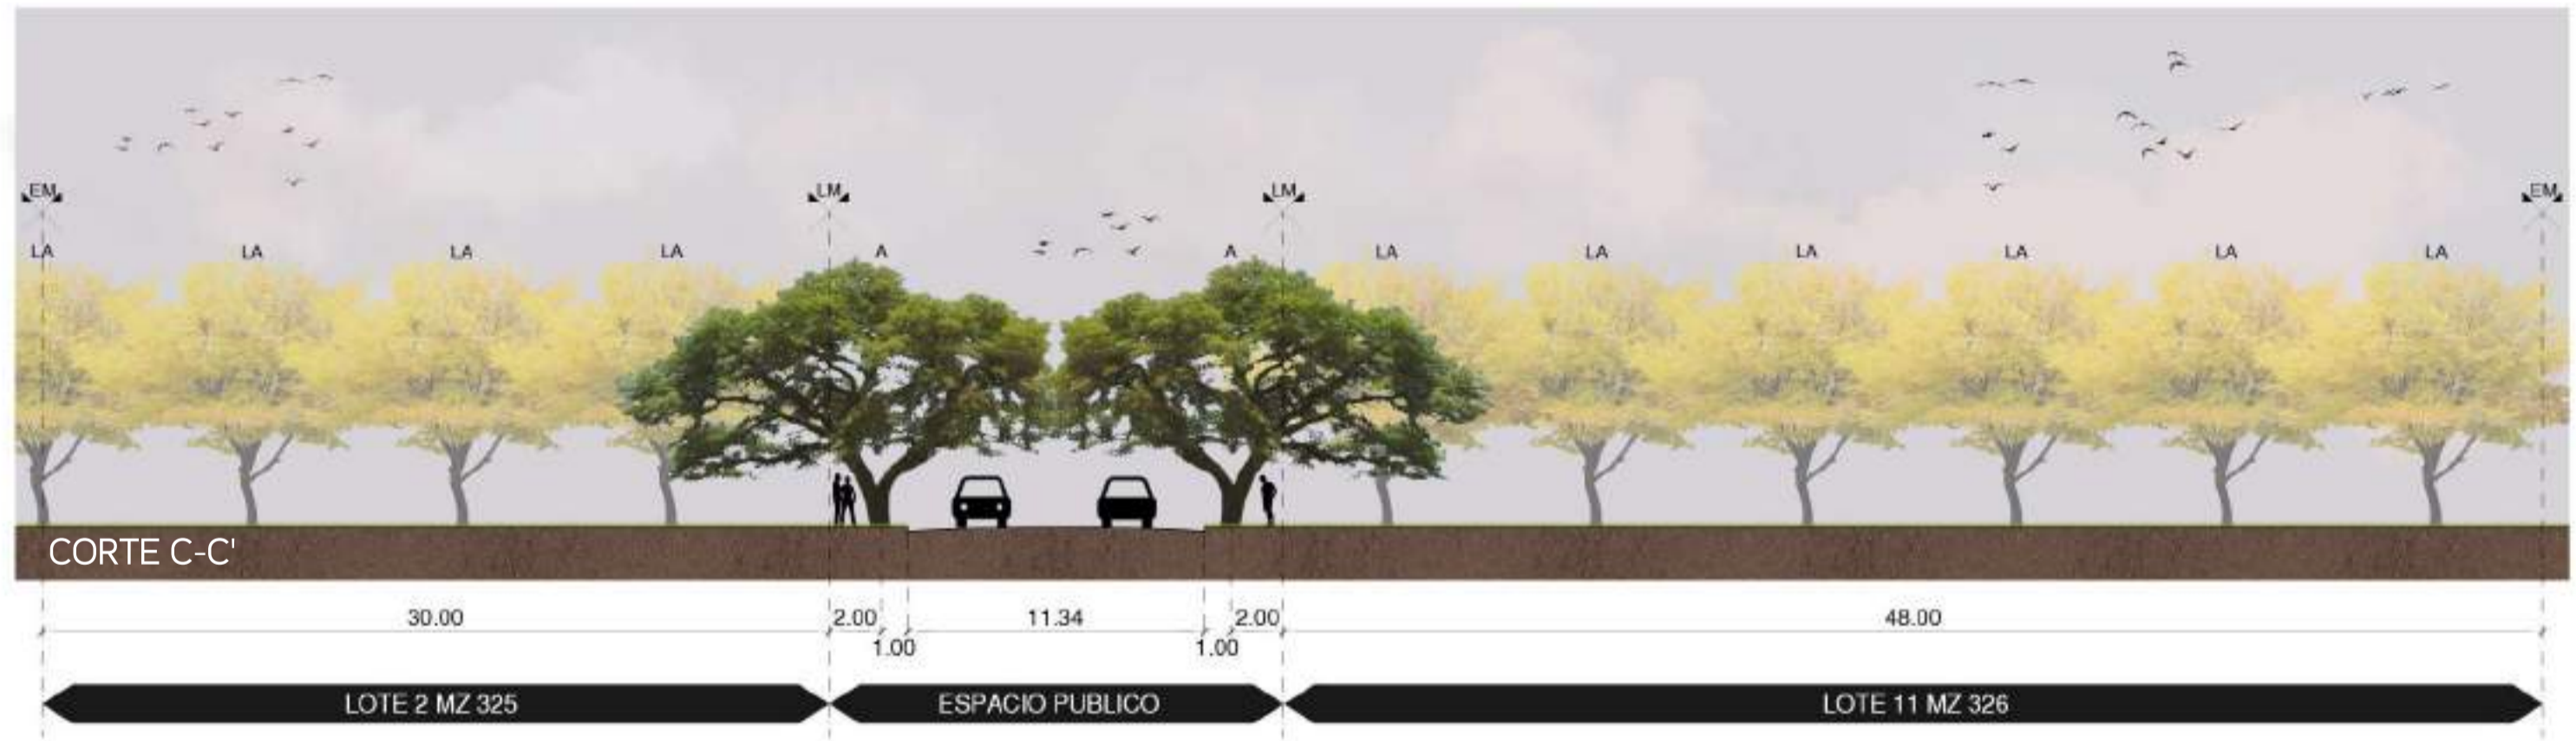 EM LM LM EM
LA LA LA LA A A LA LA LA LA LA LA
CORTE C-C'
30.00 2.00 11.34 2.00 48.00
1.00 1.00
LOTE 2 MZ 325 ESPACIO PUBLICO LOTE 11 MZ 326